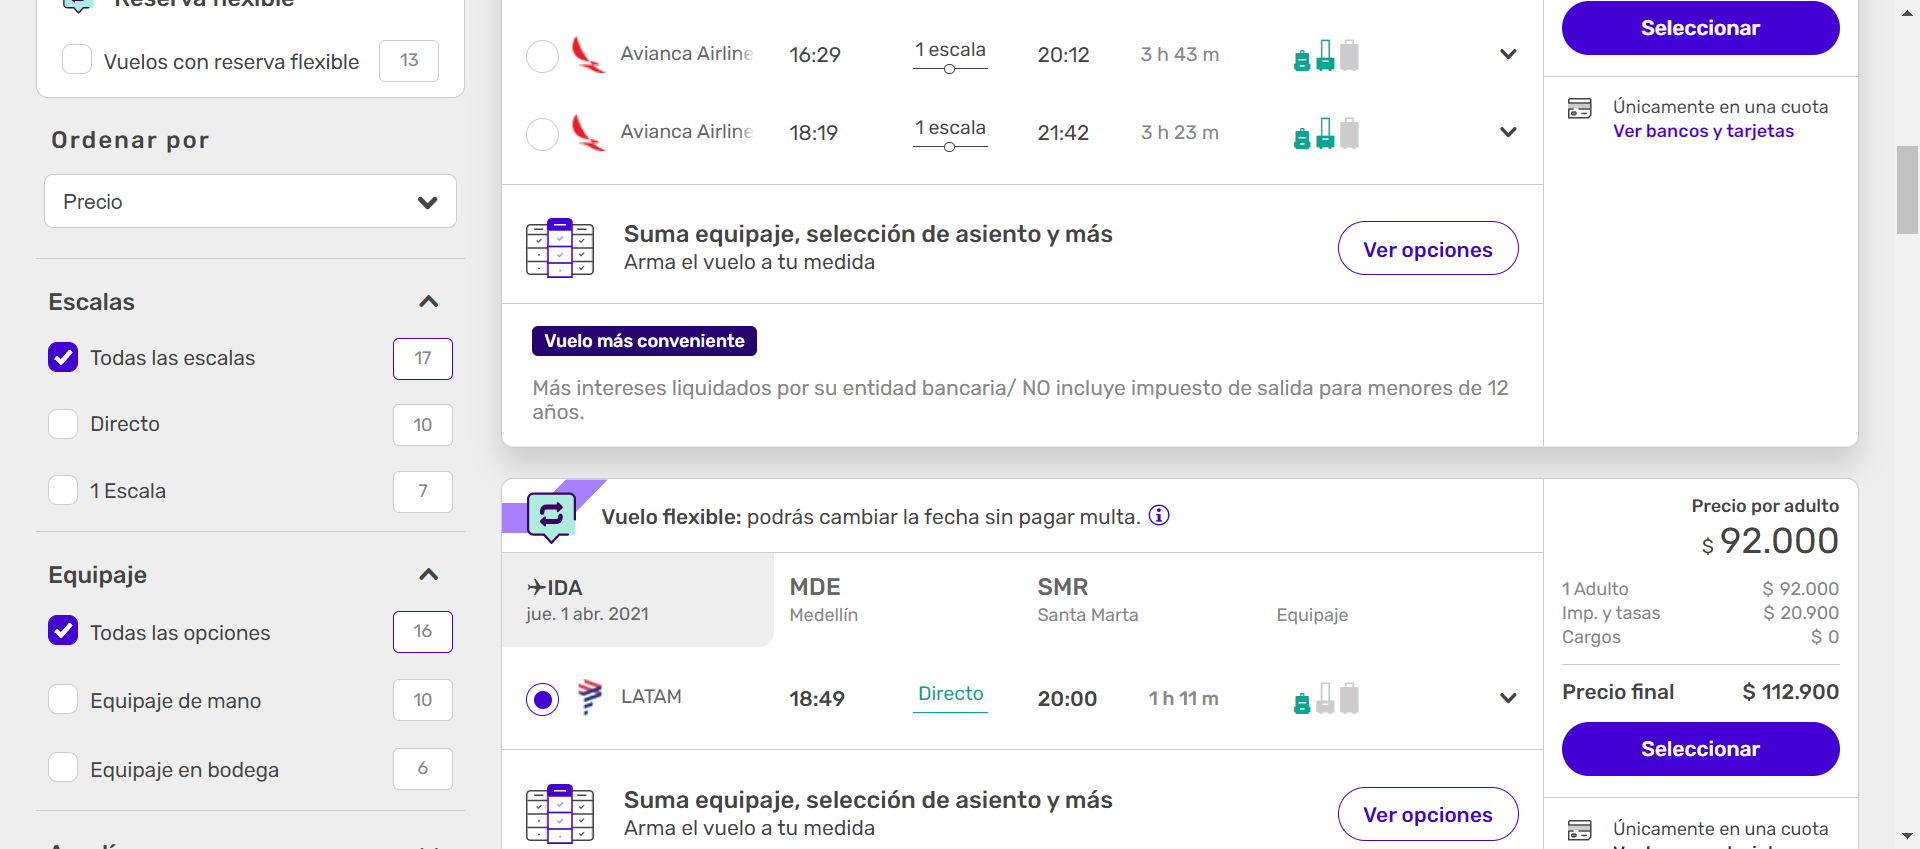 Reserva flexible
Vuelos con reserva flexible 13
Ordenar por
Precio
Escalas
Todas las escalas 17
Directo 10
1 Escala 7
Equipaje
Todas las opciones 16
Equipaje de mano 10
Equipaje en bodega 6
Avianca Airline 16:29 1 escala 20:12 3 h 43 m
Avianca Airline 18:19 1 escala 21:42 3 h 23 m
Suma equipaje, selección de asiento y más
Arma el vuelo a tu medida
Ver opciones
Vuelo más conveniente
Más intereses liquidados por su entidad bancaria/ NO incluye impuesto de salida para menores de 12
años.
Seleccionar
Únicamente en una cuota
Ver bancos y tarjetas
Vuelo flexible: podrás cambiar la fecha sin pagar multa.
IDA MDE SMR
jue. 1 abr. 2021 Medellín Santa Marta Equipaje
LATAM 18:49 Directo 20:00 1 h 11 m
Suma equipaje, selección de asiento y más
Arma el vuelo a tu medida
Ver opciones
Precio por adulto
$ 92.000
1 Adulto $ 92.000
Imp. y tasas $ 20.900
Cargos $ 0
Precio final $ 112.900
Seleccionar
Únicamente en una cuota